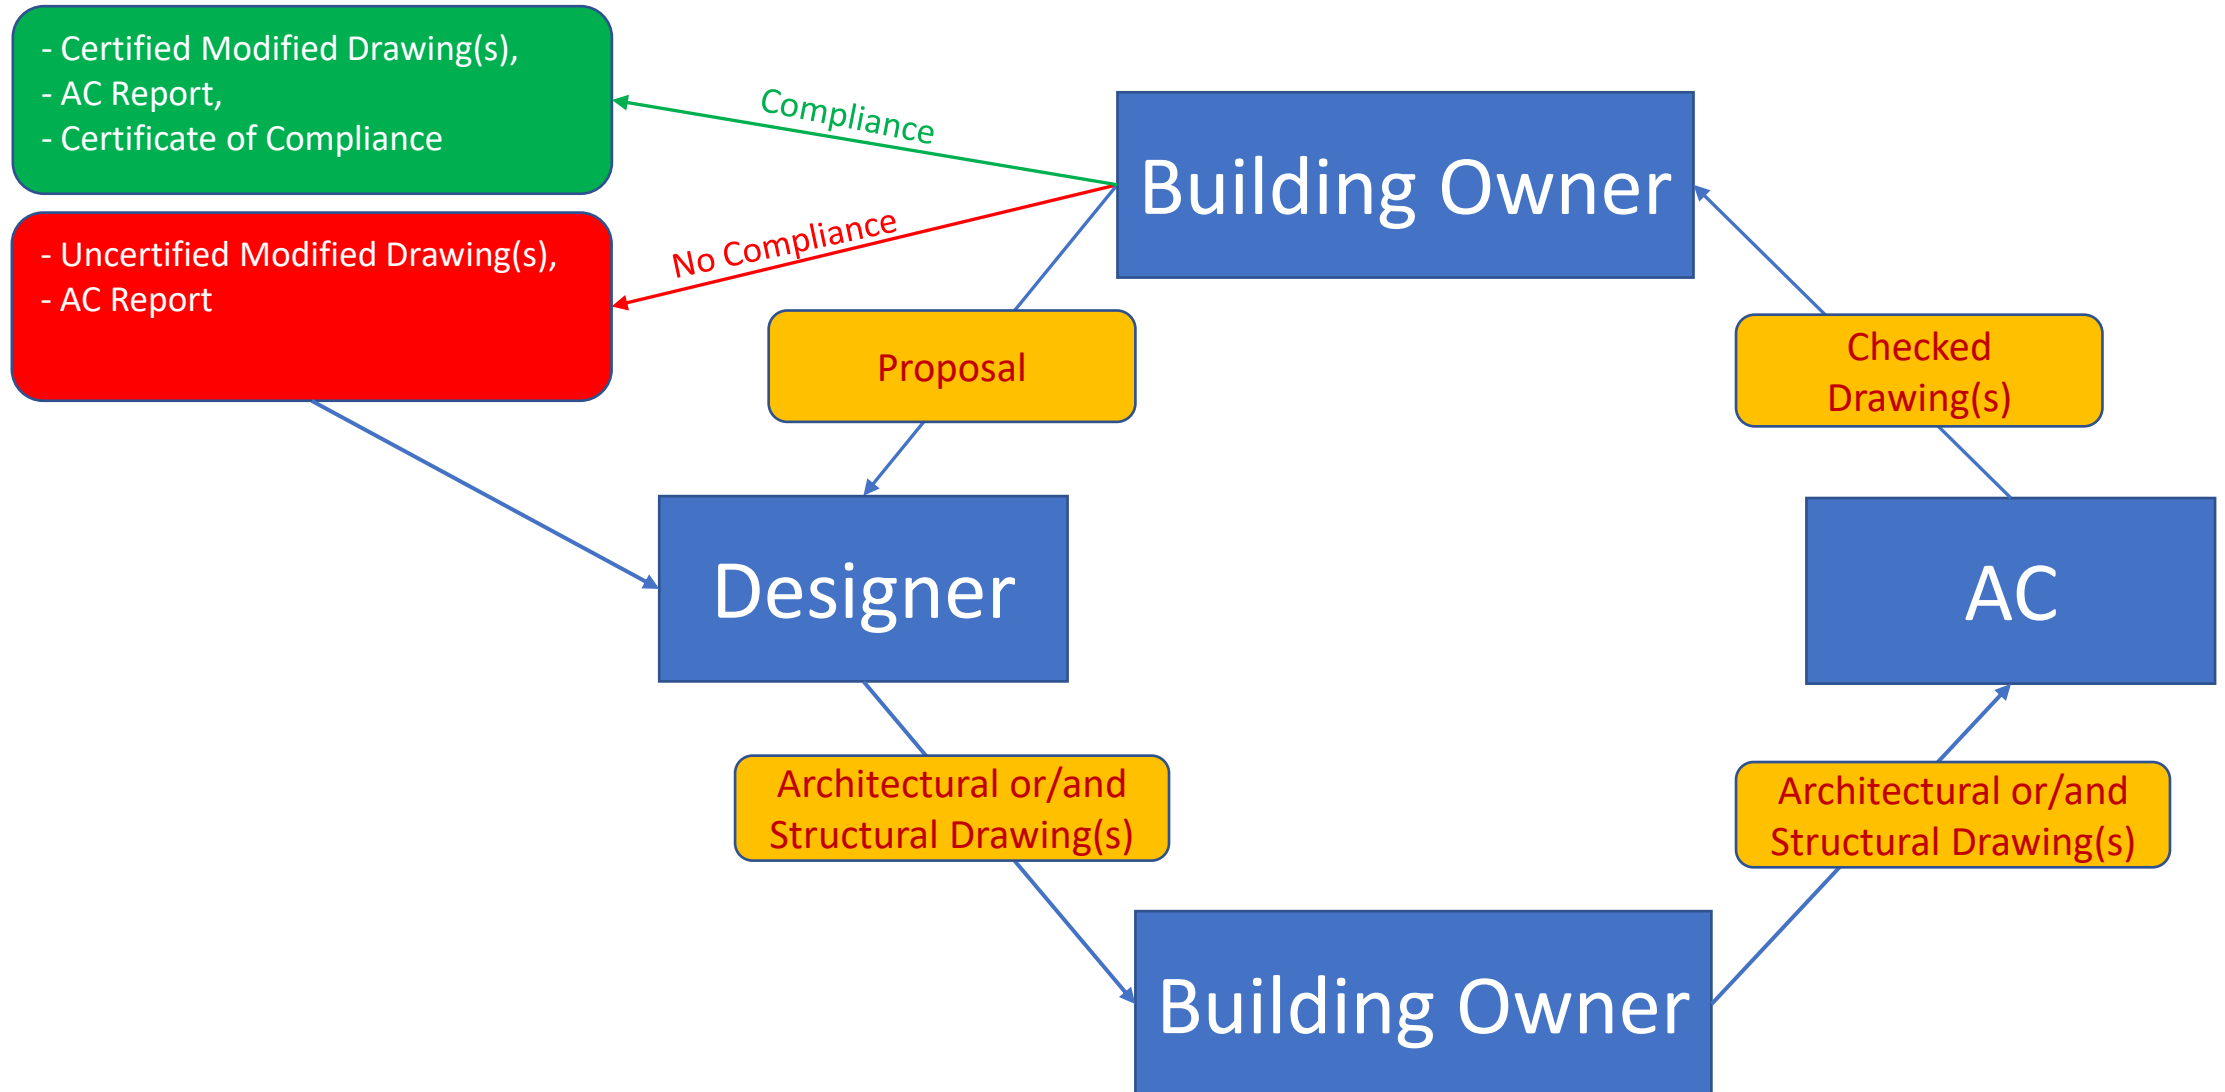 - Certified Modified Drawing(s),
- AC Report,
- Certificate of Compliance
Compliance
Building Owner
- Uncertified Modified Drawing(s),
- AC Report
No Compliance
Proposal
Checked
Drawing(s)
Designer
AC
Architectural or/and
Structural Drawing(s)
Architectural or/and
Structural Drawing(s)
Building Owner